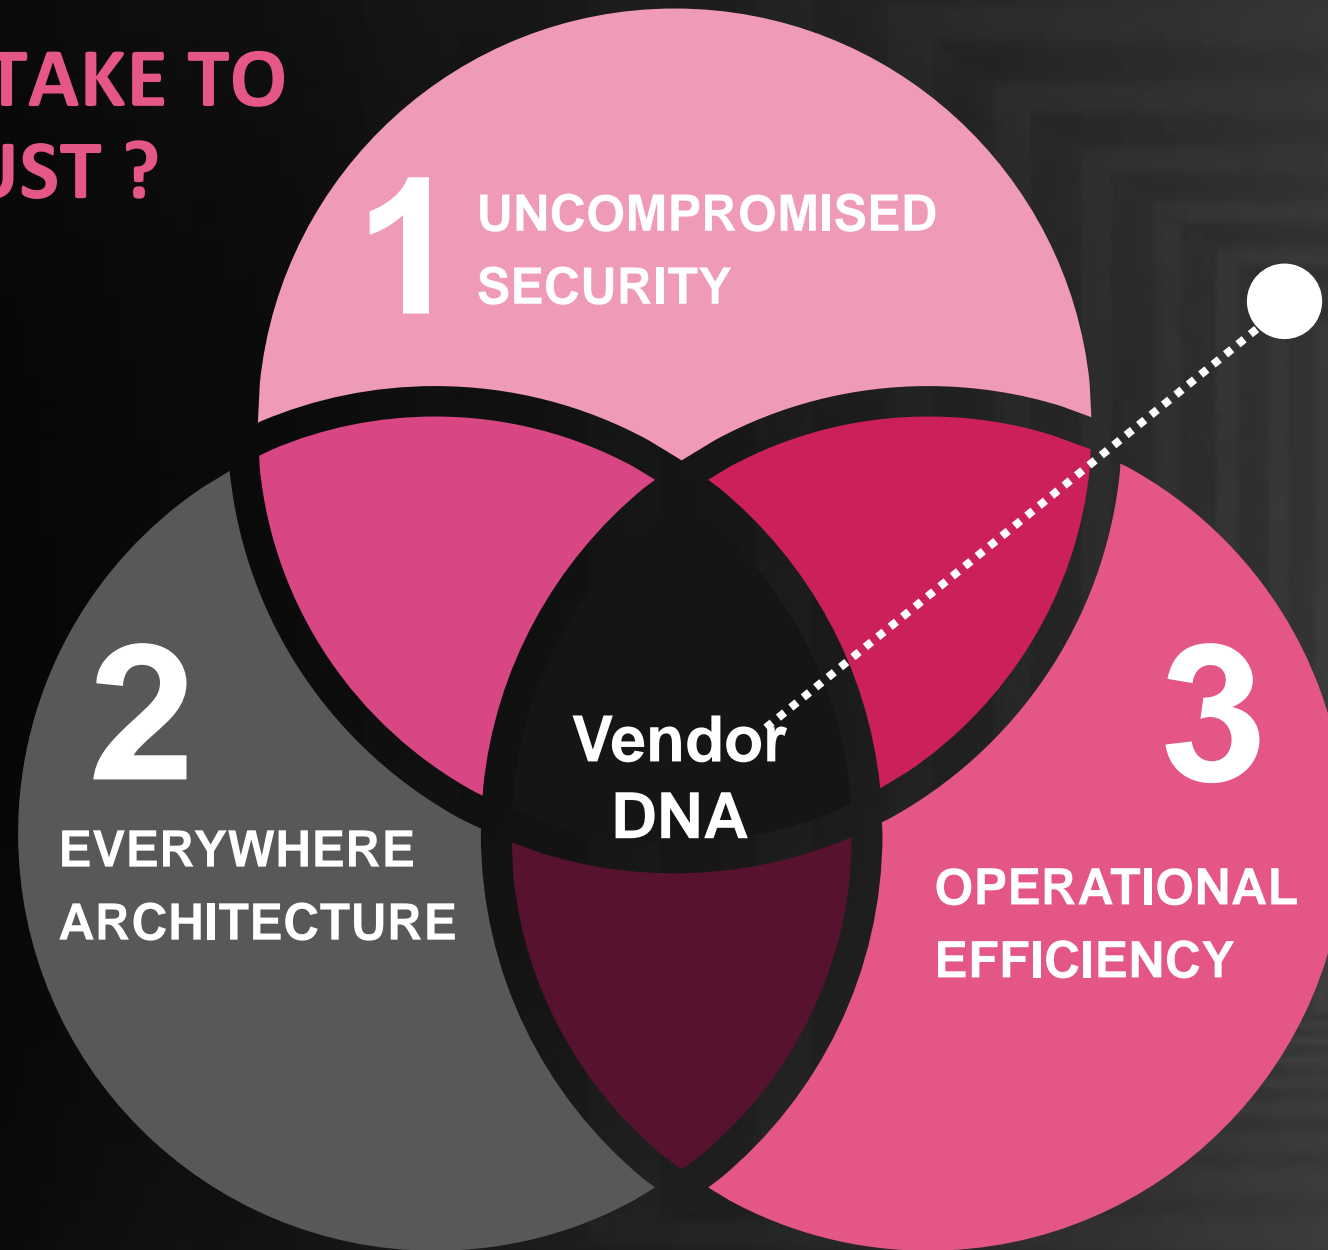 TAKE TO
UST ?
1
UNCOMPROMISED
SECURITY
2
EVERYWHERE
ARCHITECTURE
Vendor
DNA
3
OPERATIONAL
EFFICIENCY